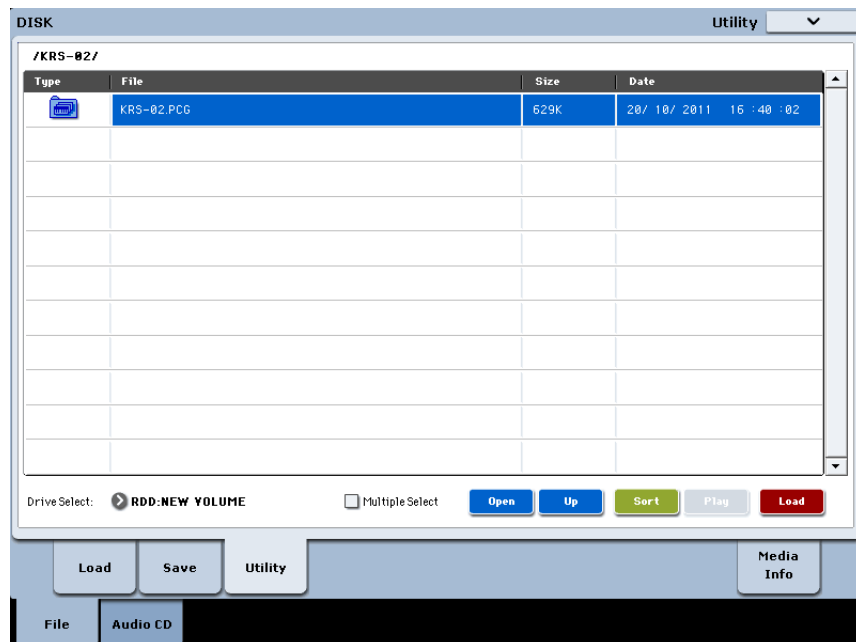 DISK Utility
/KRS-02/
Type File Size Date
KRS-02.PCG 629K 20/ 10/ 2011 16 :40 :02
Drive Select: RDD:NEW VOLUME Multiple Select Open Up Sort Play Load
Load Save Utility Media
Info
File Audio CD